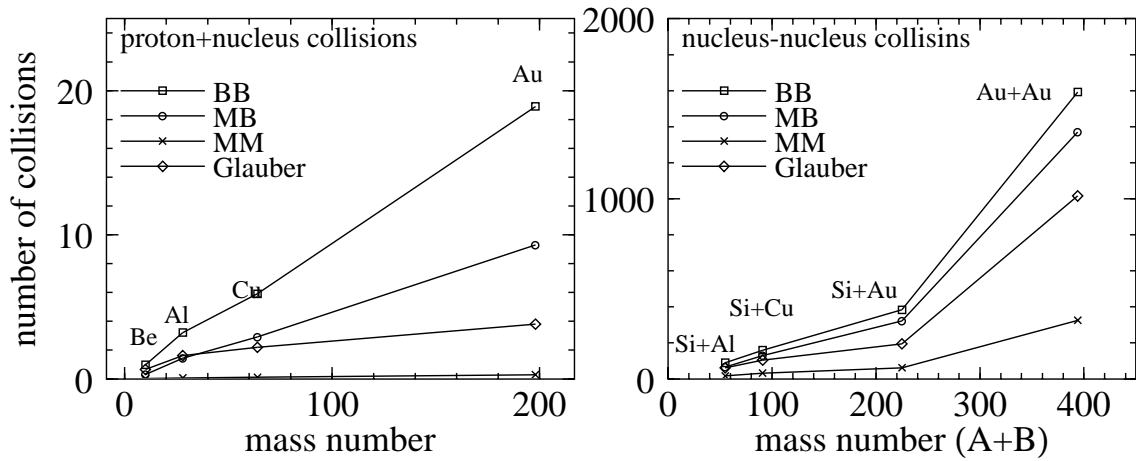 number of collisions
proton+nucleus collisions
BB
MB
MM
Glauber
Be
Al
Cu
Au
20
10
0
0
100
200
mass number
nucleus-nucleus collisins
BB
MB
MM
Glauber
Si+Al
Si+Cu
Si+Au
Au+Au
2000
1000
0
0
100
200
300
400
mass number (A+B)